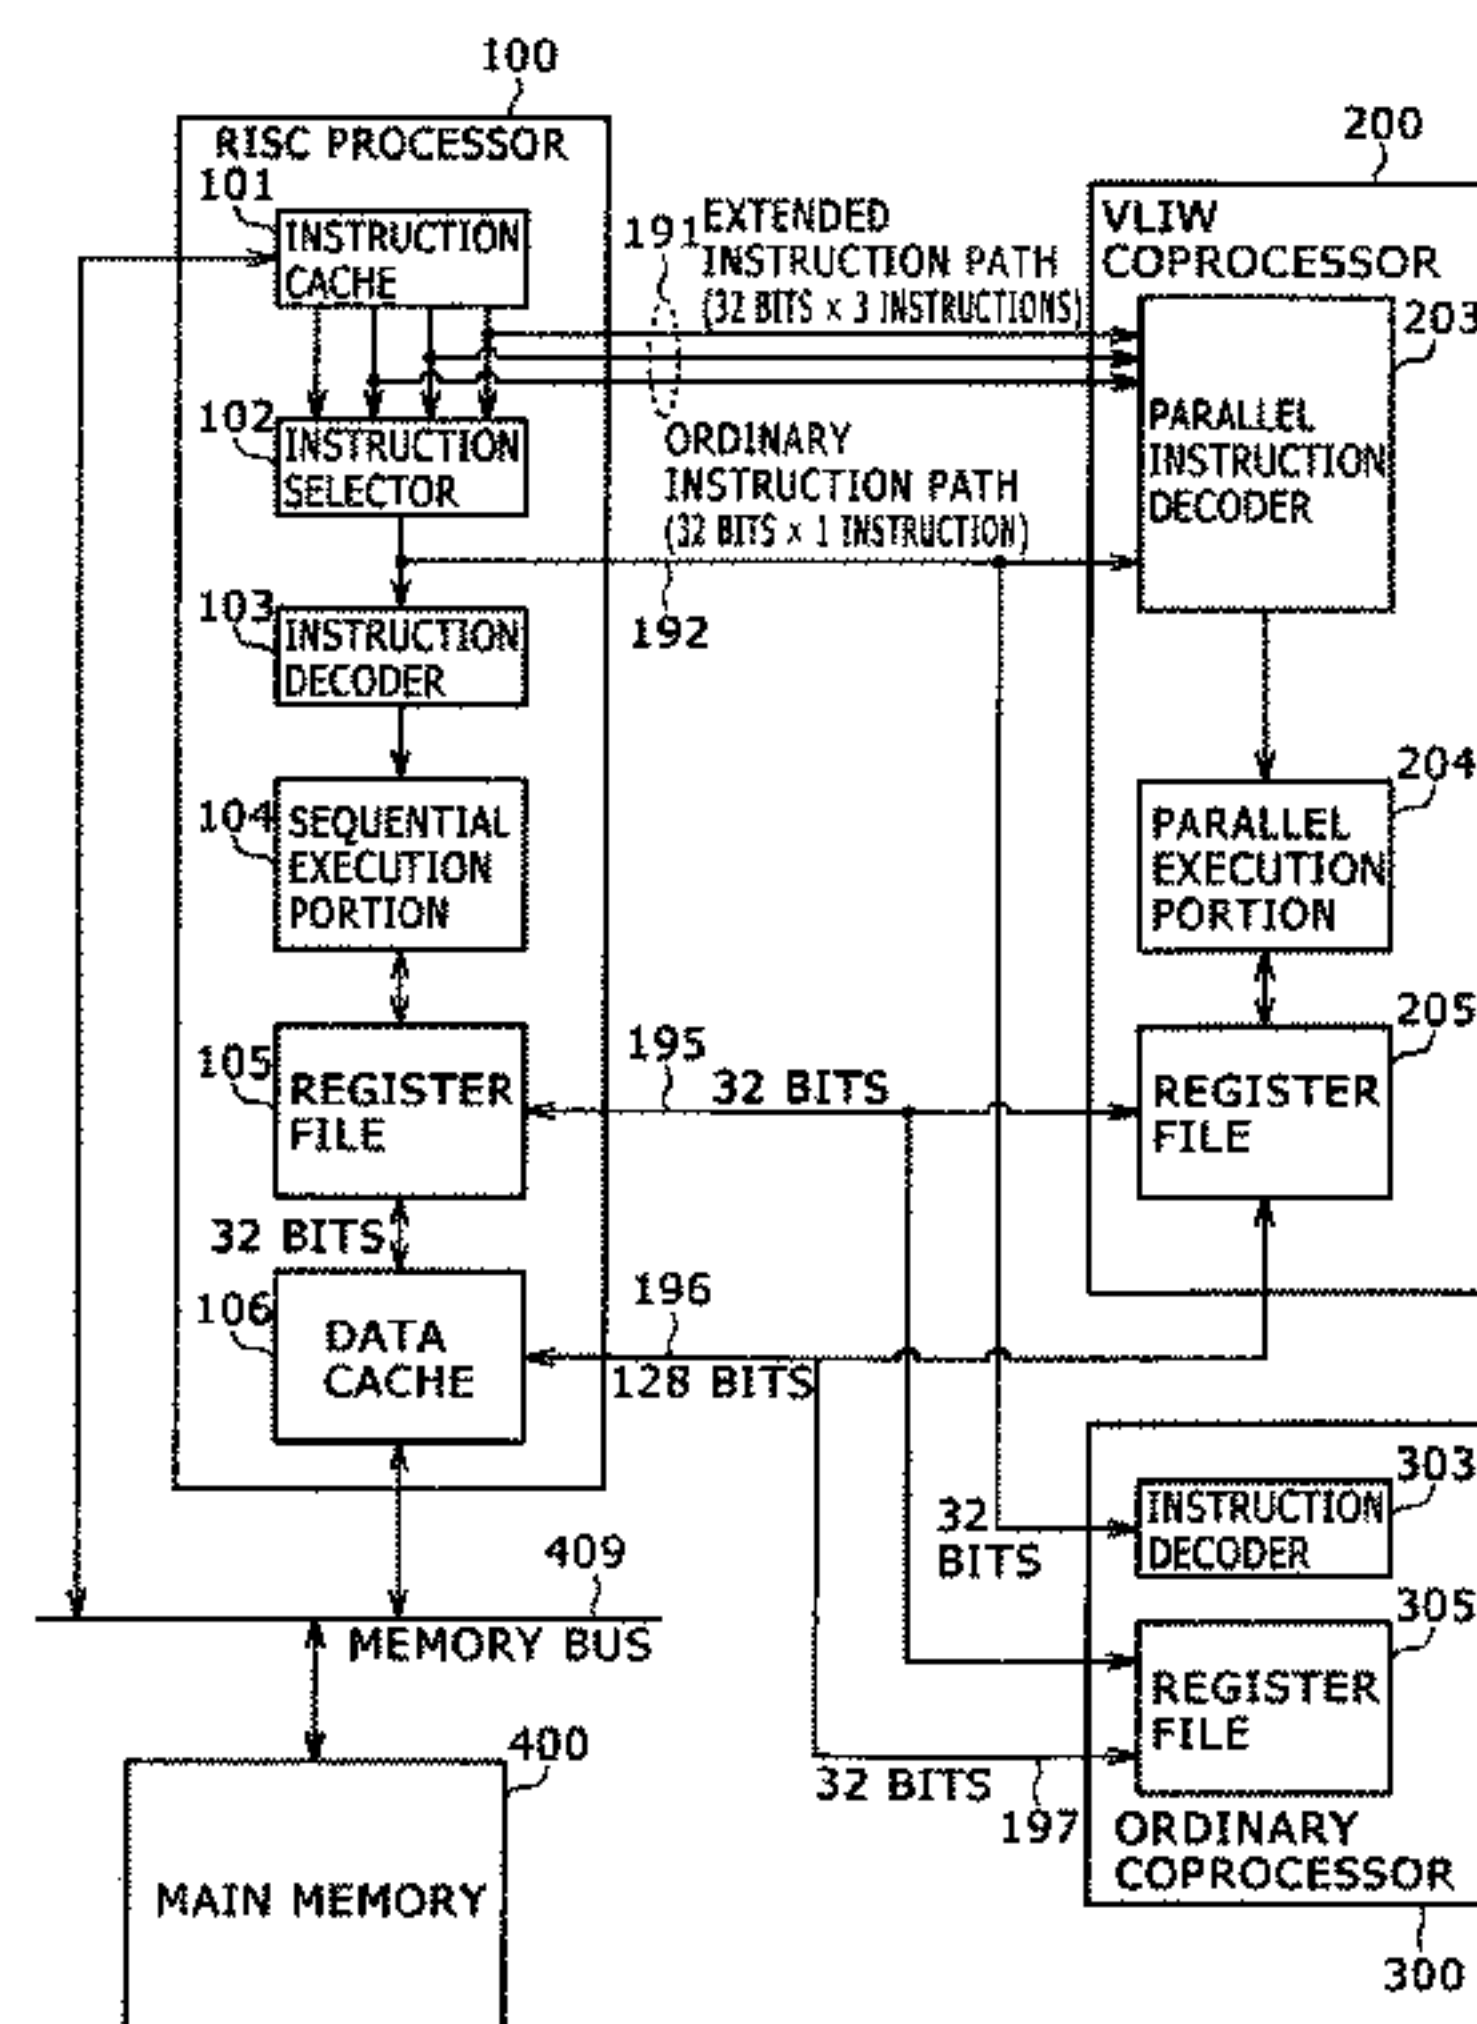 100
RISC PROCESSOR
101
INSTRUCTION
CACHE
191
EXTENDED
INSTRUCTION PATH
(32 BITS x 3 INSTRUCTIONS)
200
VLIW
COPROCESSOR
203
PARALLEL
INSTRUCTION
DECODER
102
INSTRUCTION
SELECTOR
ORDINARY
INSTRUCTION PATH
(32 BITS x 1 INSTRUCTION)
192
103
INSTRUCTION
DECODER
104
SEQUENTIAL
EXECUTION
PORTION
204
PARALLEL
EXECUTION
PORTION
105
REGISTER
FILE
195
32 BITS
205
REGISTER
FILE
32 BITS
106
DATA
CACHE
196
128 BITS
303
INSTRUCTION
DECODER
32
BITS
409
MEMORY BUS
305
REGISTER
FILE
32 BITS
197
ORDINARY
COPROCESSOR
300
400
MAIN MEMORY